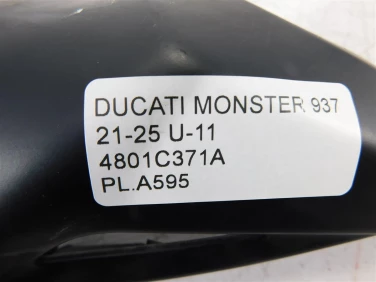 DUCATI MONSTER 937
21-25 U-11
4801C371A
PL.A595